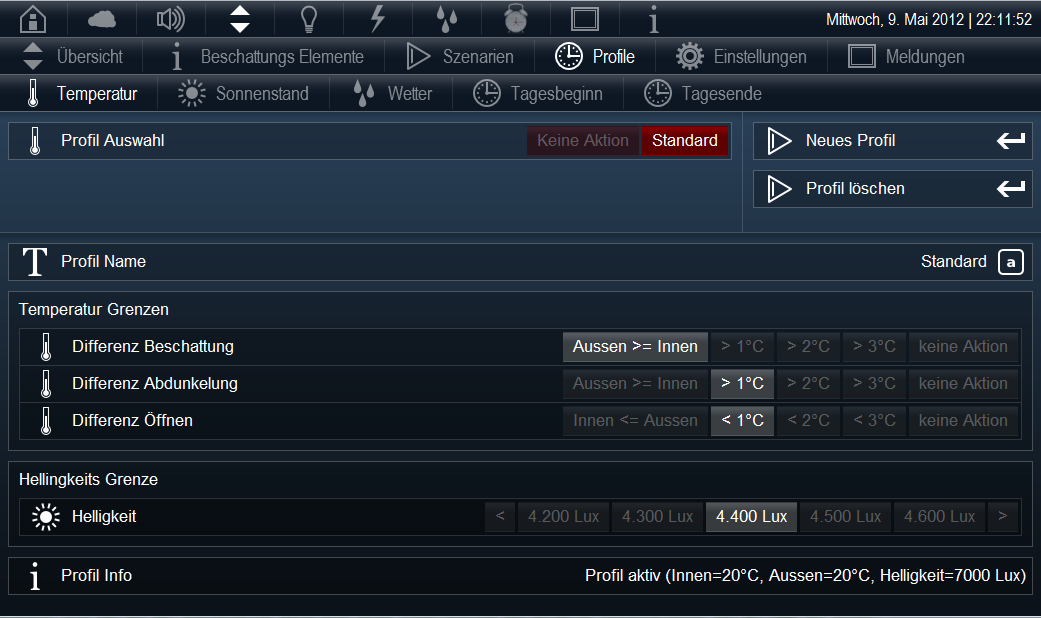 Mittwoch, 9. Mai 2012 | 22:11:52
Übersicht Beschattungs Elemente Szenarien Profile Einstellungen Meldungen
Temperatur Sonnenstand Wetter Tagesbeginn Tagesende
Profil Auswahl Keine Aktion Standard
Neues Profil
Profil löschen
Profil Name Standard a
Temperatur Grenzen
Differenz Beschattung Aussen >= Innen > 1°C > 2°C > 3°C keine Aktion
Differenz Abdunkelung Aussen >= Innen > 1°C > 2°C > 3°C keine Aktion
Differenz Öffnen Innen <= Aussen < 1°C < 2°C < 3°C keine Aktion
Hellingkeits Grenze
Helligkeit < 4.200 Lux 4.300 Lux 4.400 Lux 4.500 Lux 4.600 Lux >
Profil Info Profil aktiv (Innen=20°C, Aussen=20°C, Helligkeit=7000 Lux)